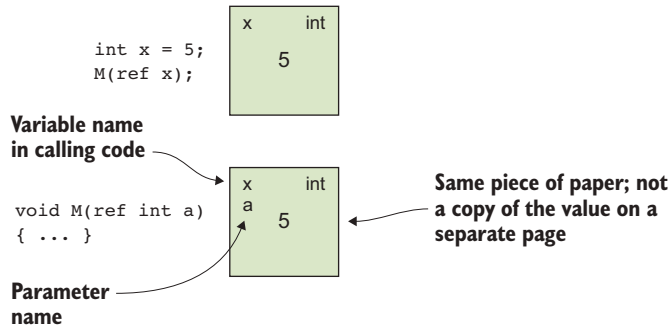 x int
int x = 5;
5
M(ref x);
Variable name
in calling code
x int
a
5
void M(ref int a)
{ ... }
Same piece of paper; not
a copy of the value on a
separate page
Parameter
name